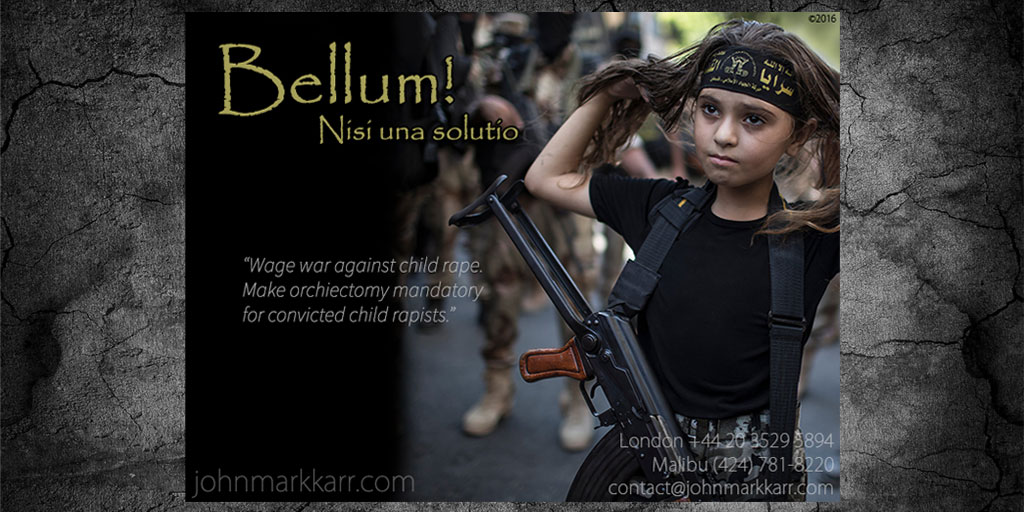 ©2016
Bellum!
Nisi una solutio
سرايا
“Wage war against child rape.
Make orchiectomy mandatory
for convicted child rapists.”
London +44 20 3529 5894
Malibu (424) 781-8220
johnmarkkarr.com
contact@johnmarkkarr.com